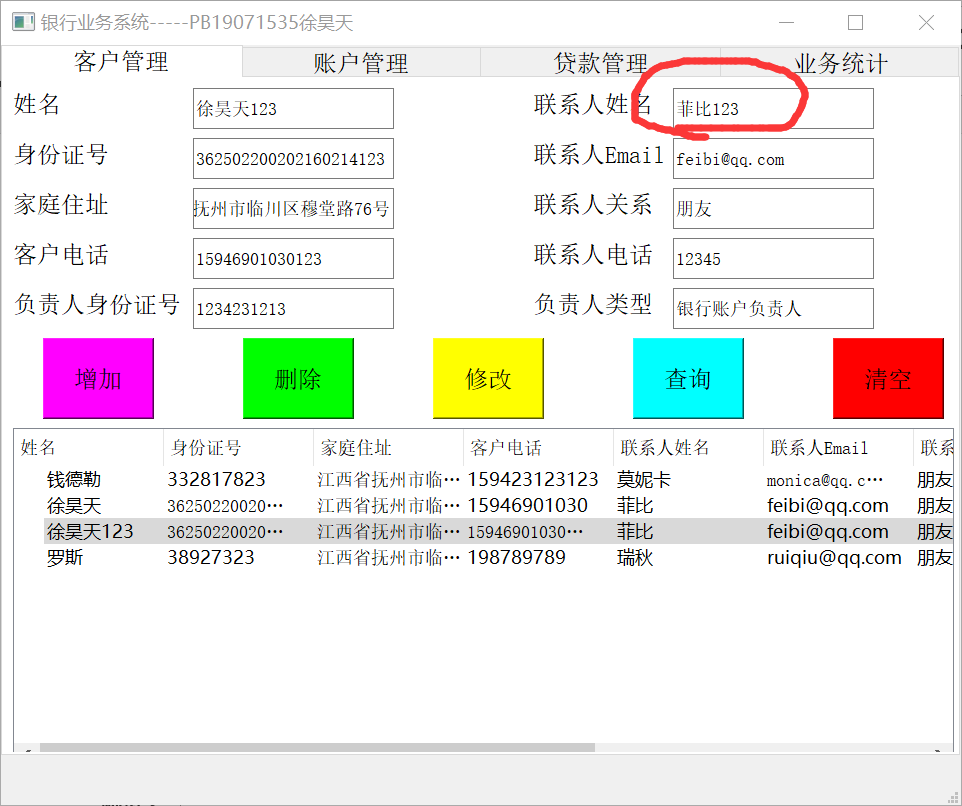 银行业务系统-----PB19071535徐昊天
客户管理 账户管理 贷款管理 业务统计
姓名 徐昊天123 联系人姓名 菲比123
身份证号 362502200202160214123 联系人Email feibi@qq.com
家庭住址 抚州市临川区穆堂路76号 联系人关系 朋友
客户电话 15946901030123 联系人电话 12345
负责人身份证号 1234231213 负责人类型 银行账户负责人
增加 删除 修改 查询 清空
姓名 身份证号 家庭住址 客户电话 联系人姓名 联系人Email 联系
钱德勒 332817823 江西省抚州市临… 159423123123 莫妮卡 monica@qq.c… 朋友
徐昊天 36250220020… 江西省抚州市临… 15946901030 菲比 feibi@qq.com 朋友
徐昊天123 36250220020… 江西省抚州市临… 15946901030… 菲比 feibi@qq.com 朋友
罗斯 38927323 江西省抚州市临… 198789789 瑞秋 ruiqiu@qq.com 朋友